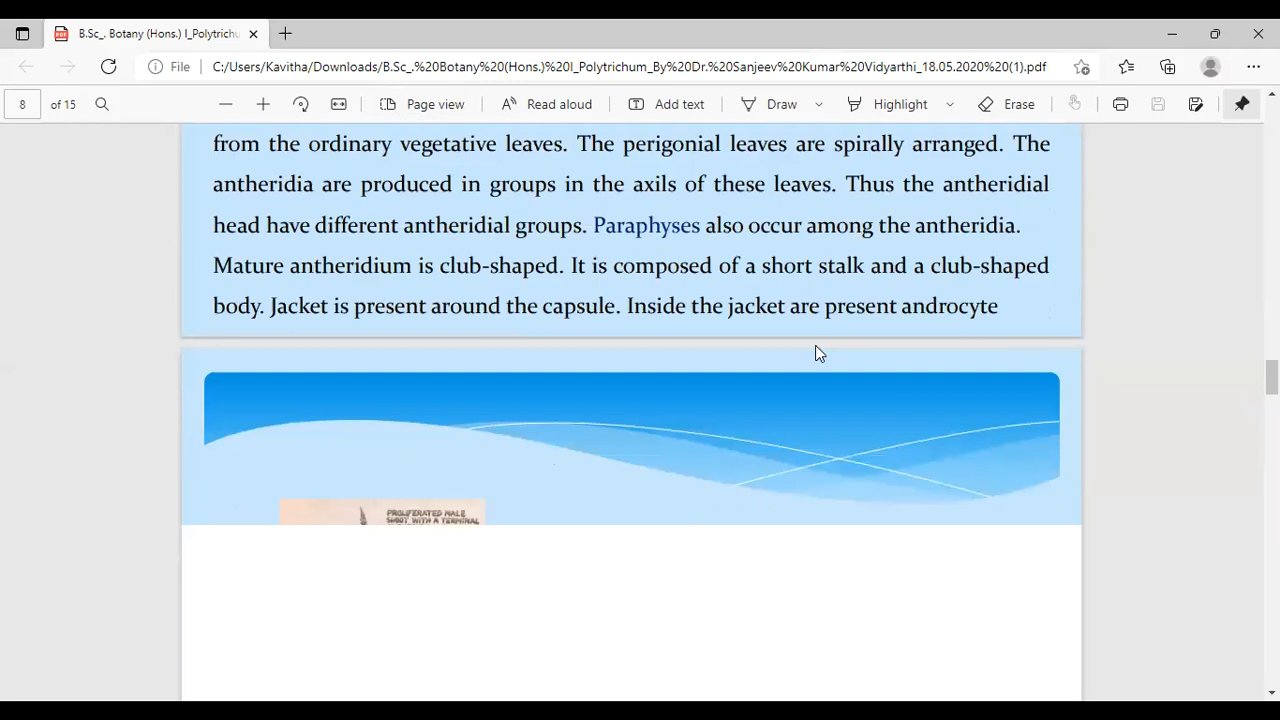 B.Sc_. Botany (Hons.) I_Polytrichu
File C:/Users/Kavitha/Downloads/B.Sc_.%20Botany%20(Hons.)%20I_Polytrichum_By%20Dr.%20Sanjeev%20Kumar%20Vidyarthi_18.05.2020%20(1).pdf
8 of 15 Page view Read aloud Add text Draw Highlight Erase
from the ordinary vegetative leaves. The perigonial leaves are spirally arranged. The
antheridia are produced in groups in the axils of these leaves. Thus the antheridial
head have different antheridial groups. Paraphyses also occur among the antheridia.
Mature antheridium is club-shaped. It is composed of a short stalk and a club-shaped
body. Jacket is present around the capsule. Inside the jacket are present androcyte
PROLIFERATED MALE
SHOOT WITH A TERMINAL